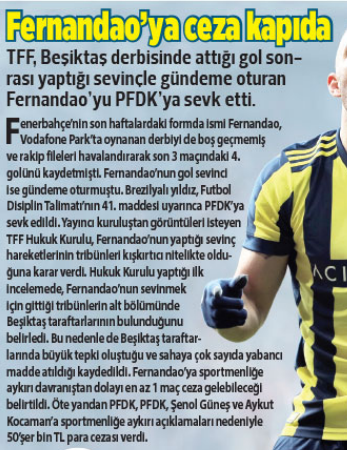 Fernandao'ya ceza kapıda
TFF, Beşiktaş derbisinde attığı gol son-
rası yaptığı sevinçle gündeme oturan
Fernandao'yu PFDK'ya sevk etti.
Fenerbahçe'nin son haftalardaki formda ismi Fernandao,
Vodafone Park'ta oynanan derbiyi de boş geçmemiş
ve rakip fileleri havalandırarak son 3 maçındaki 4.
golünü kaydetmişti. Fernandao'nun gol sevinci
ise gündeme oturmuştu. Brezilyalı yıldız, Futbol
Disiplin Talimatı'nın 41. maddesi uyarınca PFDK'ya
sevk edildi. Yayıncı kuruluştan görüntüleri isteyen
TFF Hukuk Kurulu, Fernandao'nun yaptığı sevinç
hareketlerinin tribünleri kışkırtıcı nitelikte oldu-
ğuna karar verdi. Hukuk Kurulu yaptığı ilk
incelemede, Fernandao'nun sevinmek
için gittiği tribünlerin alt bölümünde
Beşiktaş taraftarlarının bulunduğunu
belirledi. Bu nedenle de Beşiktaş taraftar-
larında büyük tepki oluştuğu ve sahaya çok sayıda yabancı
madde atıldığı kaydedildi. Fernandao'ya sportmenliğe
aykırı davranıştan dolayı en az 1 maç ceza gelebileceği
belirtildi. Öte yandan PFDK, PFDK, Şenol Güneş ve Aykut
Kocaman'a sportmenliğe aykırı açıklamaları nedeniyle
50'şer bin TL para cezası verdi.
ACI